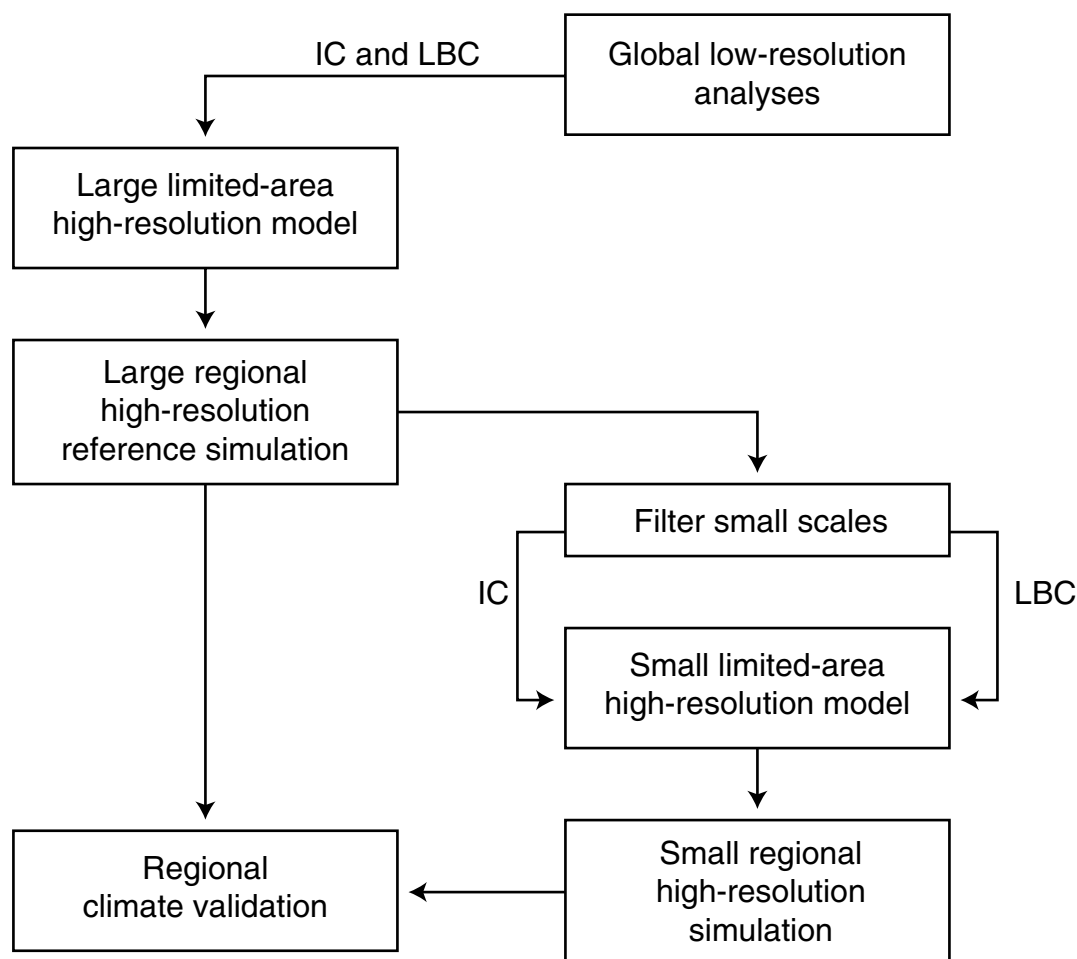 IC and LBC
Global low-resolution
analyses
Large limited-area
high-resolution model
Large regional
high-resolution
reference simulation
Filter small scales
IC
LBC
Small limited-area
high-resolution model
Regional
climate validation
Small regional
high-resolution
simulation